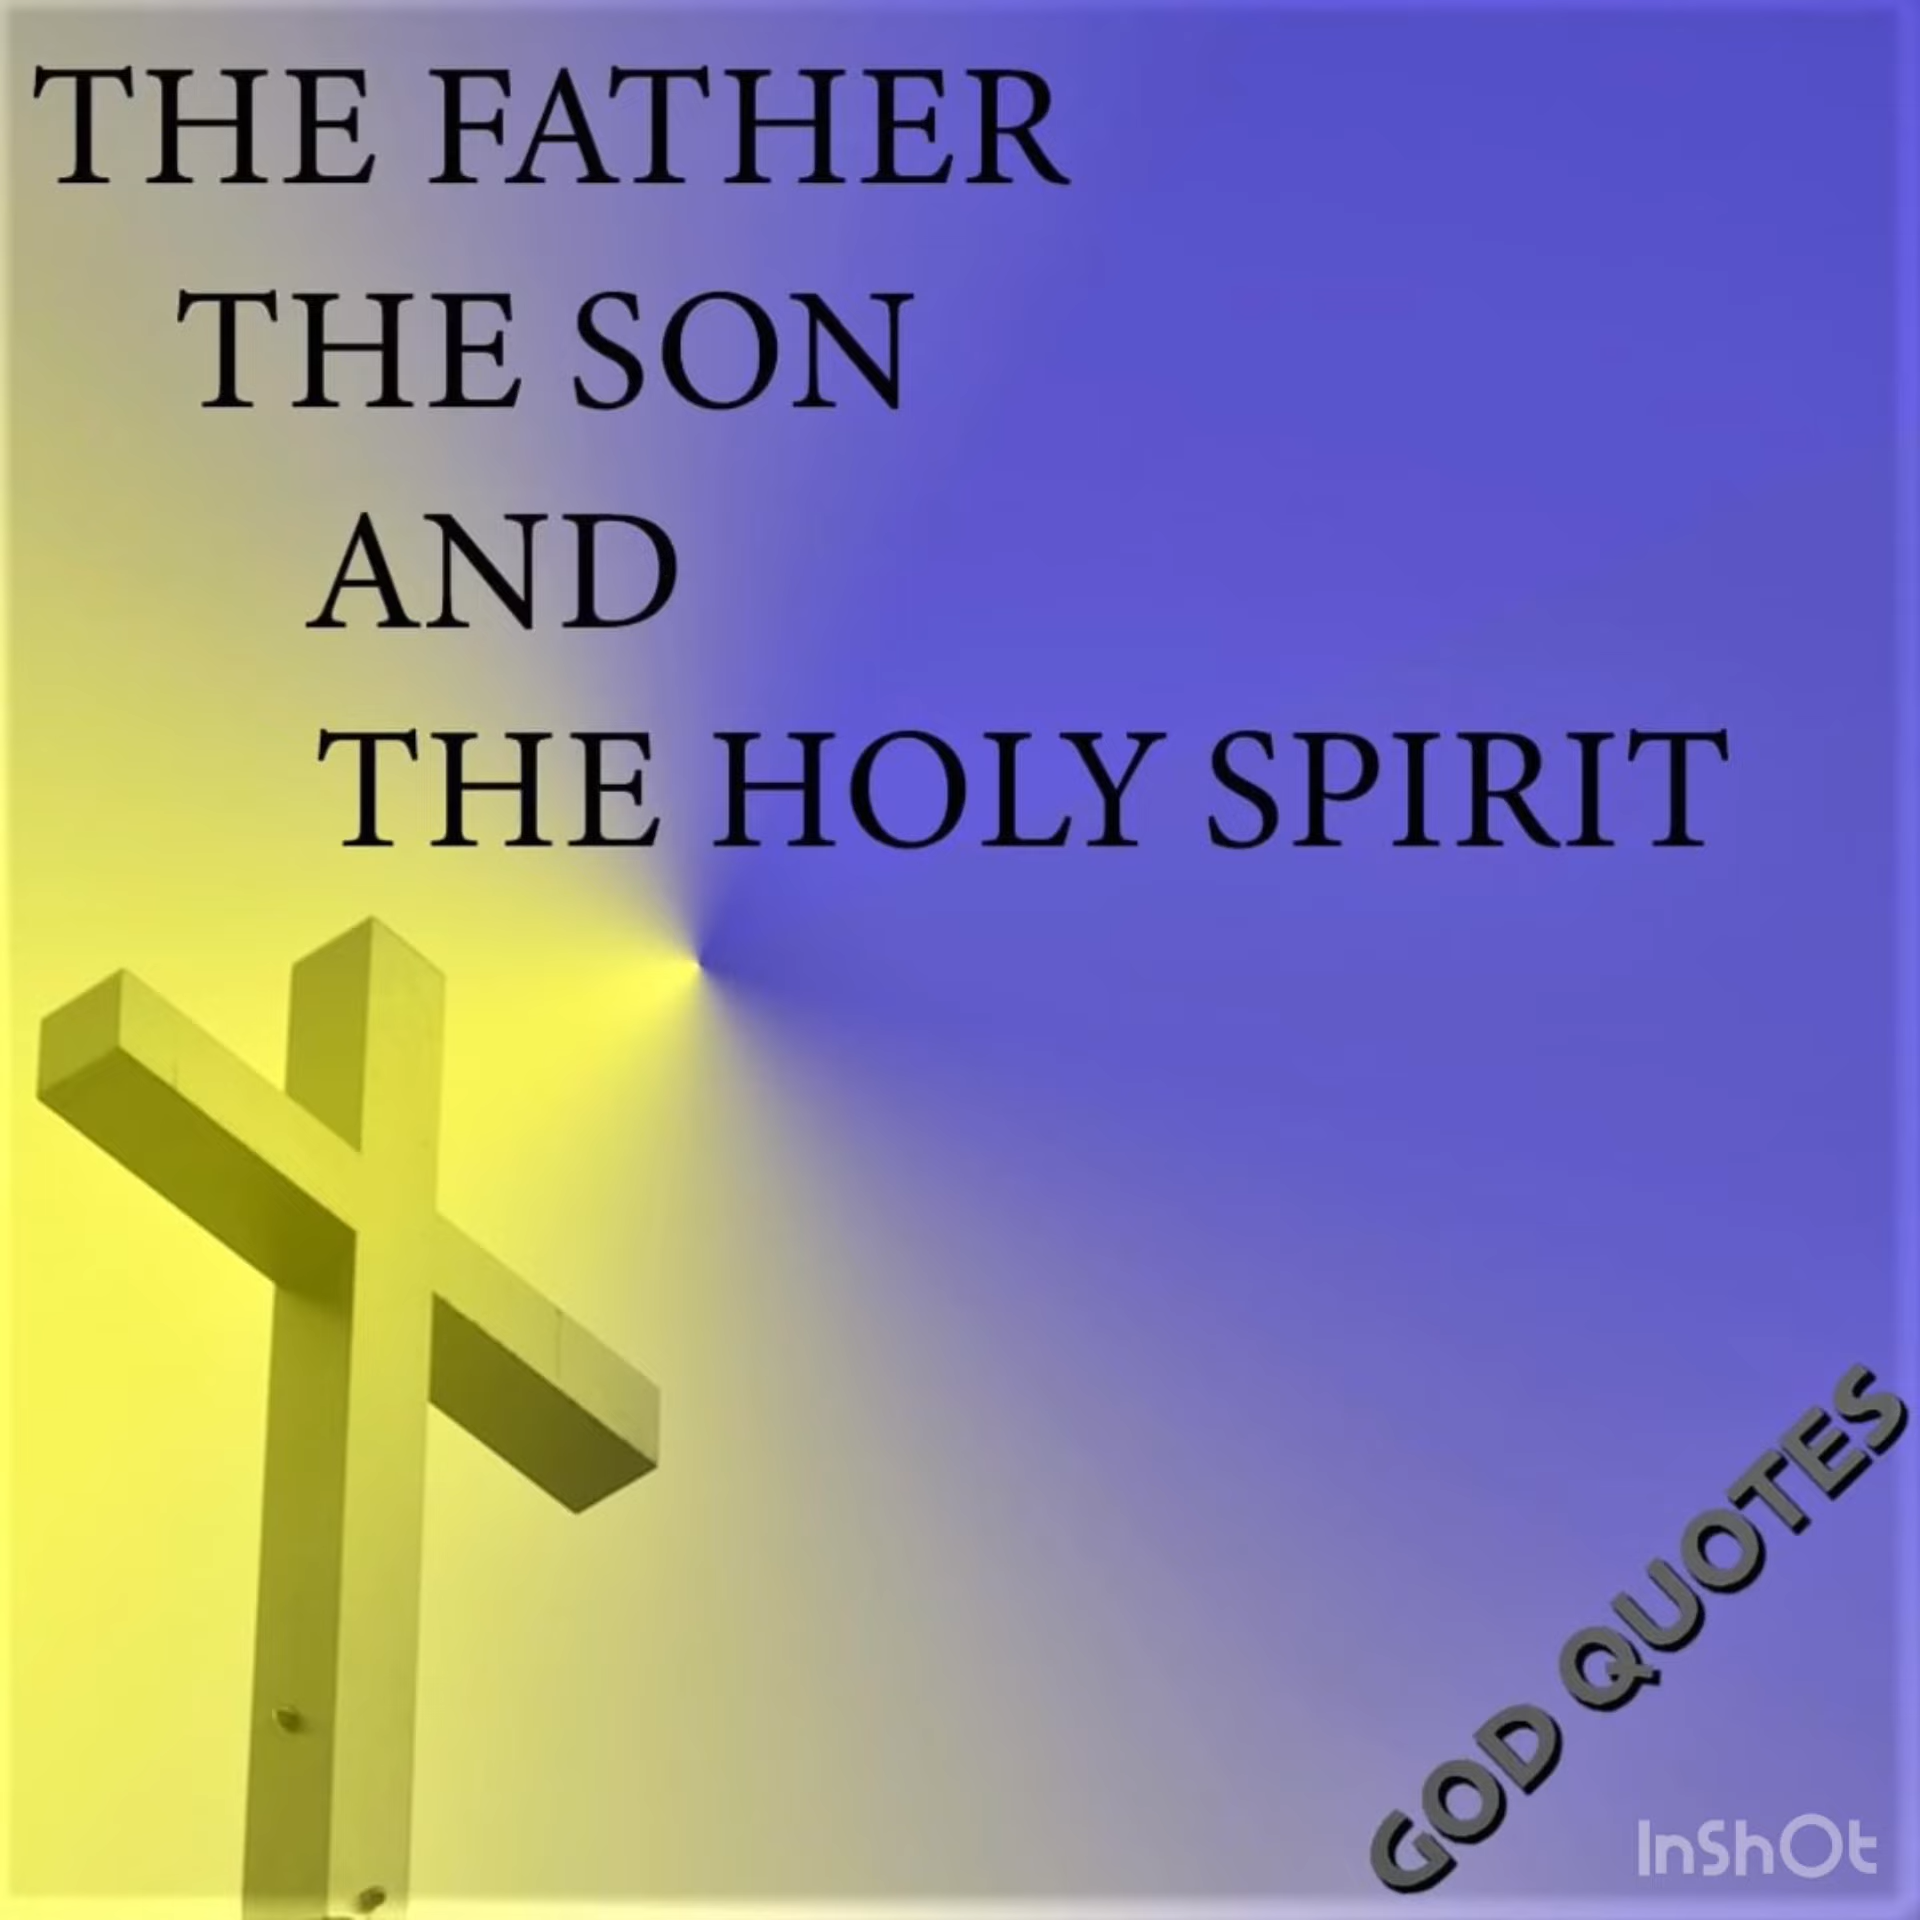 THE FATHER
THE SON
AND
THE HOLY SPIRIT
GOD QUOTES
InShOt